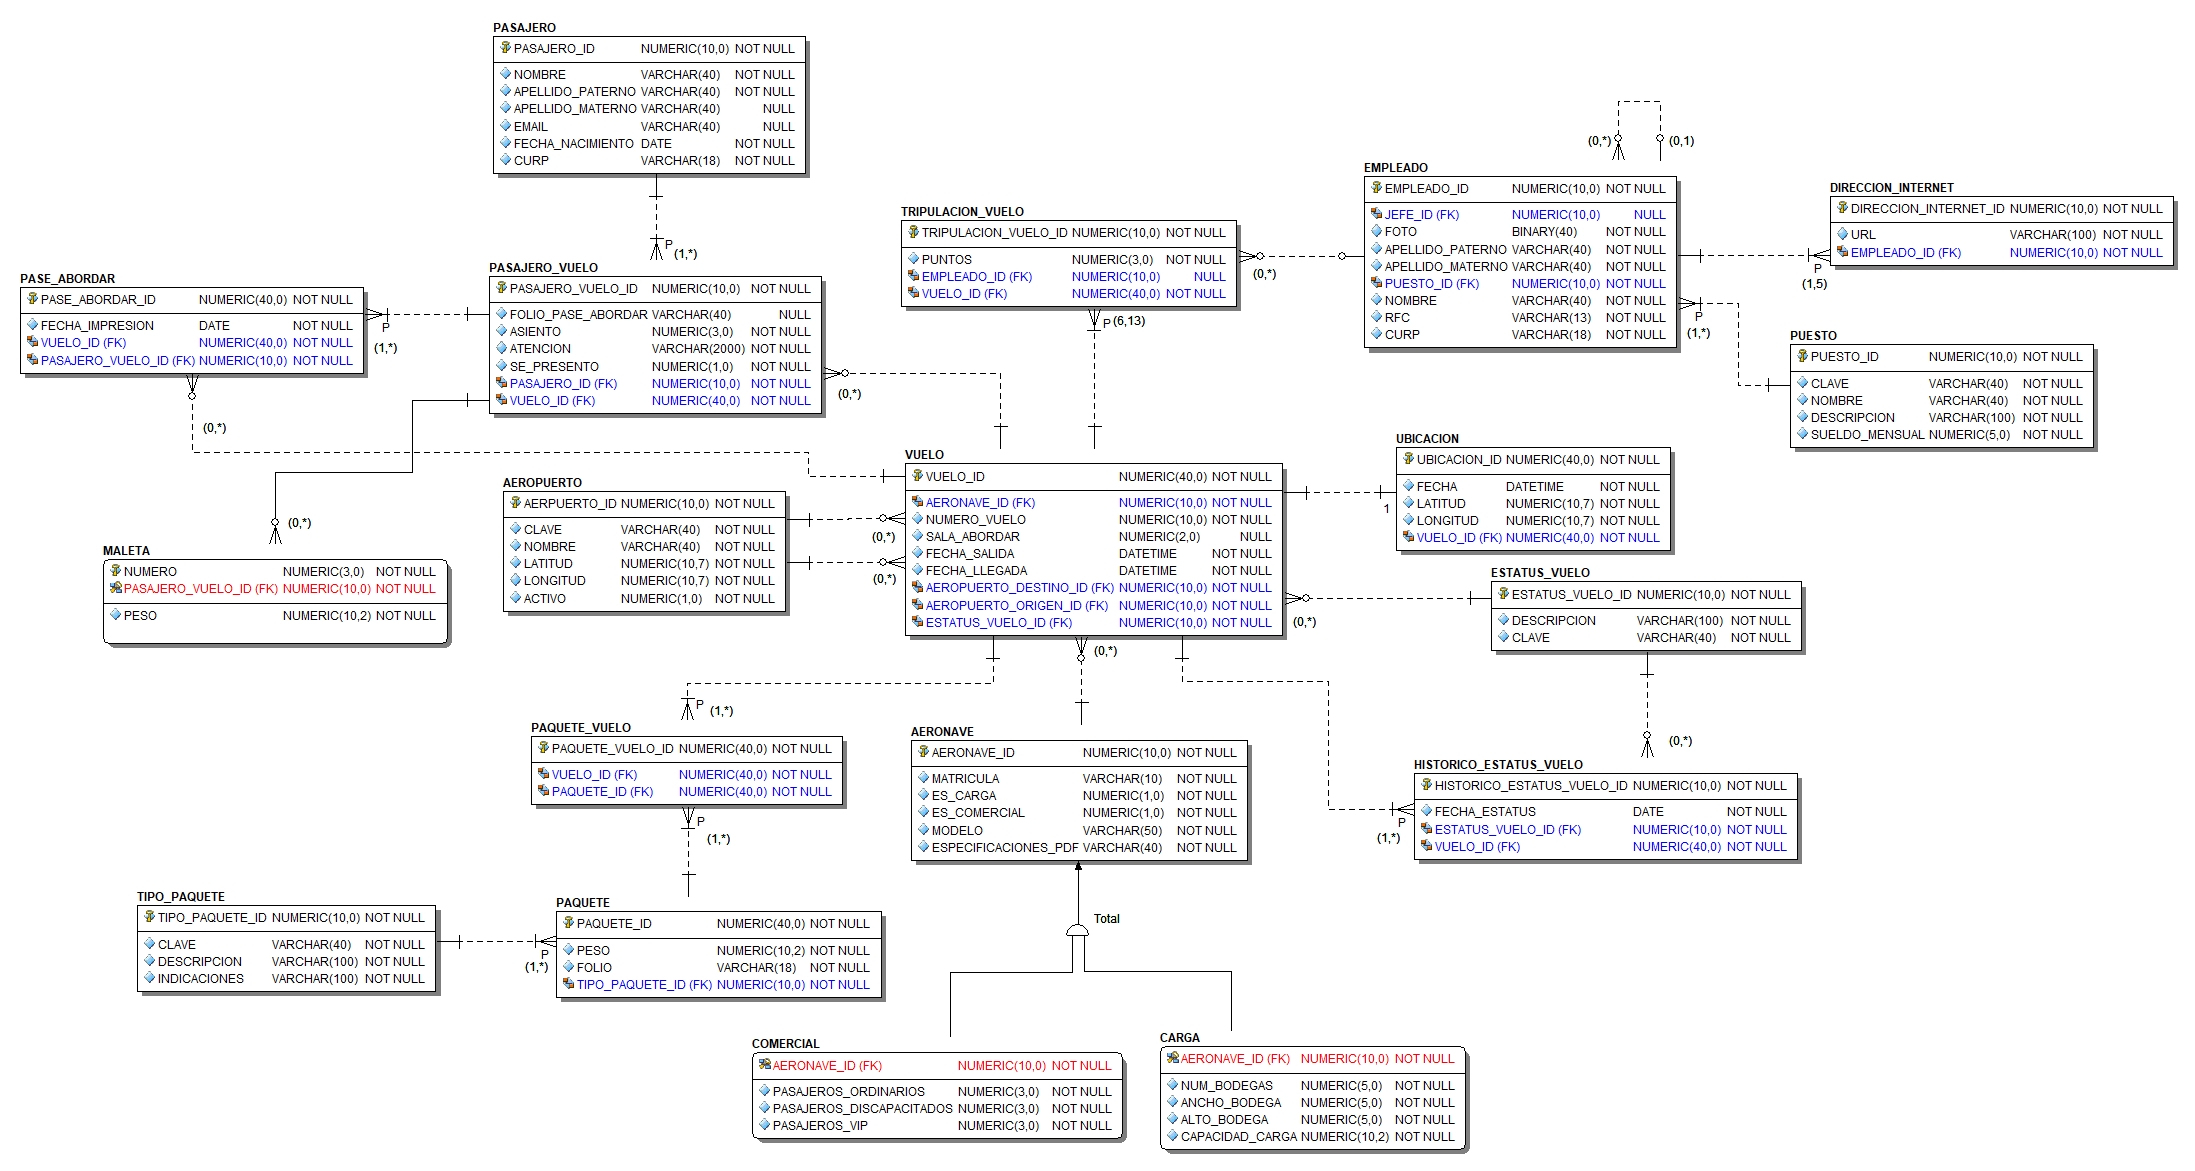 PASAJERO
PASAJERO_ID NUMERIC(10,0) NOT NULL
NOMBRE VARCHAR(40) NOT NULL
APELLIDO_PATERNO VARCHAR(40) NOT NULL
APELLIDO_MATERNO VARCHAR(40) NULL
EMAIL VARCHAR(40) NULL
FECHA_NACIMIENTO DATE NOT NULL
CURP VARCHAR(18) NOT NULL
P
(1,*)
PASE_ABORDAR
PASE_ABORDAR_ID NUMERIC(40,0) NOT NULL
FECHA_IMPRESION DATE NOT NULL
VUELO_ID (FK) NUMERIC(40,0) NOT NULL
PASAJERO_VUELO_ID (FK) NUMERIC(10,0) NOT NULL
P
(1,*)
(0,*)
PASAJERO_VUELO
PASAJERO_VUELO_ID NUMERIC(10,0) NOT NULL
FOLIO_PASE_ABORDAR VARCHAR(40) NULL
ASIENTO NUMERIC(3,0) NOT NULL
ATENCION VARCHAR(2000) NOT NULL
SE_PRESENTO NUMERIC(1,0) NOT NULL
PASAJERO_ID (FK) NUMERIC(10,0) NOT NULL
VUELO_ID (FK) NUMERIC(40,0) NOT NULL
(0,*)
TRIPULACION_VUELO
TRIPULACION_VUELO_ID NUMERIC(10,0) NOT NULL
PUNTOS NUMERIC(3,0) NOT NULL
EMPLEADO_ID (FK) NUMERIC(10,0) NULL
VUELO_ID (FK) NUMERIC(40,0) NOT NULL
(0,*)
P (6,13)
(0,*)
(0,1)
EMPLEADO
EMPLEADO_ID NUMERIC(10,0) NOT NULL
JEFE_ID (FK) NUMERIC(10,0) NULL
FOTO BINARY(40) NOT NULL
APELLIDO_PATERNO VARCHAR(40) NOT NULL
APELLIDO_MATERNO VARCHAR(40) NOT NULL
PUESTO_ID (FK) NUMERIC(10,0) NOT NULL
NOMBRE VARCHAR(40) NOT NULL
RFC VARCHAR(13) NOT NULL
CURP VARCHAR(18) NOT NULL
P
(1,*)
DIRECCION_INTERNET
DIRECCION_INTERNET_ID NUMERIC(10,0) NOT NULL
URL VARCHAR(100) NOT NULL
EMPLEADO_ID (FK) NUMERIC(10,0) NOT NULL
P
(1,5)
PUESTO
PUESTO_ID NUMERIC(10,0) NOT NULL
CLAVE VARCHAR(40) NOT NULL
NOMBRE VARCHAR(40) NOT NULL
DESCRIPCION VARCHAR(100) NOT NULL
SUELDO_MENSUAL NUMERIC(5,0) NOT NULL
MALETA
(0,*)
NUMERO NUMERIC(3,0) NOT NULL
PASAJERO_VUELO_ID (FK) NUMERIC(10,0) NOT NULL
PESO NUMERIC(10,2) NOT NULL
AEROPUERTO
AERPUERTO_ID NUMERIC(10,0) NOT NULL
CLAVE VARCHAR(40) NOT NULL
NOMBRE VARCHAR(40) NOT NULL
LATITUD NUMERIC(10,7) NOT NULL
LONGITUD NUMERIC(10,7) NOT NULL
ACTIVO NUMERIC(1,0) NOT NULL
(0,*)
(0,*)
VUELO
VUELO_ID NUMERIC(40,0) NOT NULL
AERONAVE_ID (FK) NUMERIC(10,0) NOT NULL
NUMERO_VUELO NUMERIC(10,0) NOT NULL
SALA_ABORDAR NUMERIC(2,0) NULL
FECHA_SALIDA DATETIME NOT NULL
FECHA_LLEGADA DATETIME NOT NULL
AEROPUERTO_DESTINO_ID (FK) NUMERIC(10,0) NOT NULL
AEROPUERTO_ORIGEN_ID (FK) NUMERIC(10,0) NOT NULL
ESTATUS_VUELO_ID (FK) NUMERIC(10,0) NOT NULL
(0,*)
(0,*)
UBICACION
UBICACION_ID NUMERIC(40,0) NOT NULL
FECHA DATETIME NOT NULL
LATITUD NUMERIC(10,7) NOT NULL
LONGITUD NUMERIC(10,7) NOT NULL
VUELO_ID (FK) NUMERIC(40,0) NOT NULL
1
ESTATUS_VUELO
ESTATUS_VUELO_ID NUMERIC(10,0) NOT NULL
DESCRIPCION VARCHAR(100) NOT NULL
CLAVE VARCHAR(40) NOT NULL
(0,*)
P
(1,*)
PAQUETE_VUELO
PAQUETE_VUELO_ID NUMERIC(40,0) NOT NULL
VUELO_ID (FK) NUMERIC(40,0) NOT NULL
PAQUETE_ID (FK) NUMERIC(40,0) NOT NULL
P
(1,*)
AERONAVE
AERONAVE_ID NUMERIC(10,0) NOT NULL
MATRICULA VARCHAR(10) NOT NULL
ES_CARGA NUMERIC(1,0) NOT NULL
ES_COMERCIAL NUMERIC(1,0) NOT NULL
MODELO VARCHAR(50) NOT NULL
ESPECIFICACIONES_PDF VARCHAR(40) NOT NULL
Total
HISTORICO_ESTATUS_VUELO
HISTORICO_ESTATUS_VUELO_ID NUMERIC(10,0) NOT NULL
FECHA_ESTATUS DATE NOT NULL
ESTATUS_VUELO_ID (FK) NUMERIC(10,0) NOT NULL
VUELO_ID (FK) NUMERIC(40,0) NOT NULL
P
(1,*)
TIPO_PAQUETE
TIPO_PAQUETE_ID NUMERIC(10,0) NOT NULL
CLAVE VARCHAR(40) NOT NULL
DESCRIPCION VARCHAR(100) NOT NULL
INDICACIONES VARCHAR(100) NOT NULL
P
(1,*)
PAQUETE
PAQUETE_ID NUMERIC(40,0) NOT NULL
PESO NUMERIC(10,2) NOT NULL
FOLIO VARCHAR(18) NOT NULL
TIPO_PAQUETE_ID (FK) NUMERIC(10,0) NOT NULL
COMERCIAL
AERONAVE_ID (FK) NUMERIC(10,0) NOT NULL
PASAJEROS_ORDINARIOS NUMERIC(3,0) NOT NULL
PASAJEROS_DISCAPACITADOS NUMERIC(3,0) NOT NULL
PASAJEROS_VIP NUMERIC(3,0) NOT NULL
CARGA
AERONAVE_ID (FK) NUMERIC(10,0) NOT NULL
NUM_BODEGAS NUMERIC(5,0) NOT NULL
ANCHO_BODEGA NUMERIC(5,0) NOT NULL
ALTO_BODEGA NUMERIC(5,0) NOT NULL
CAPACIDAD_CARGA NUMERIC(10,2) NOT NULL